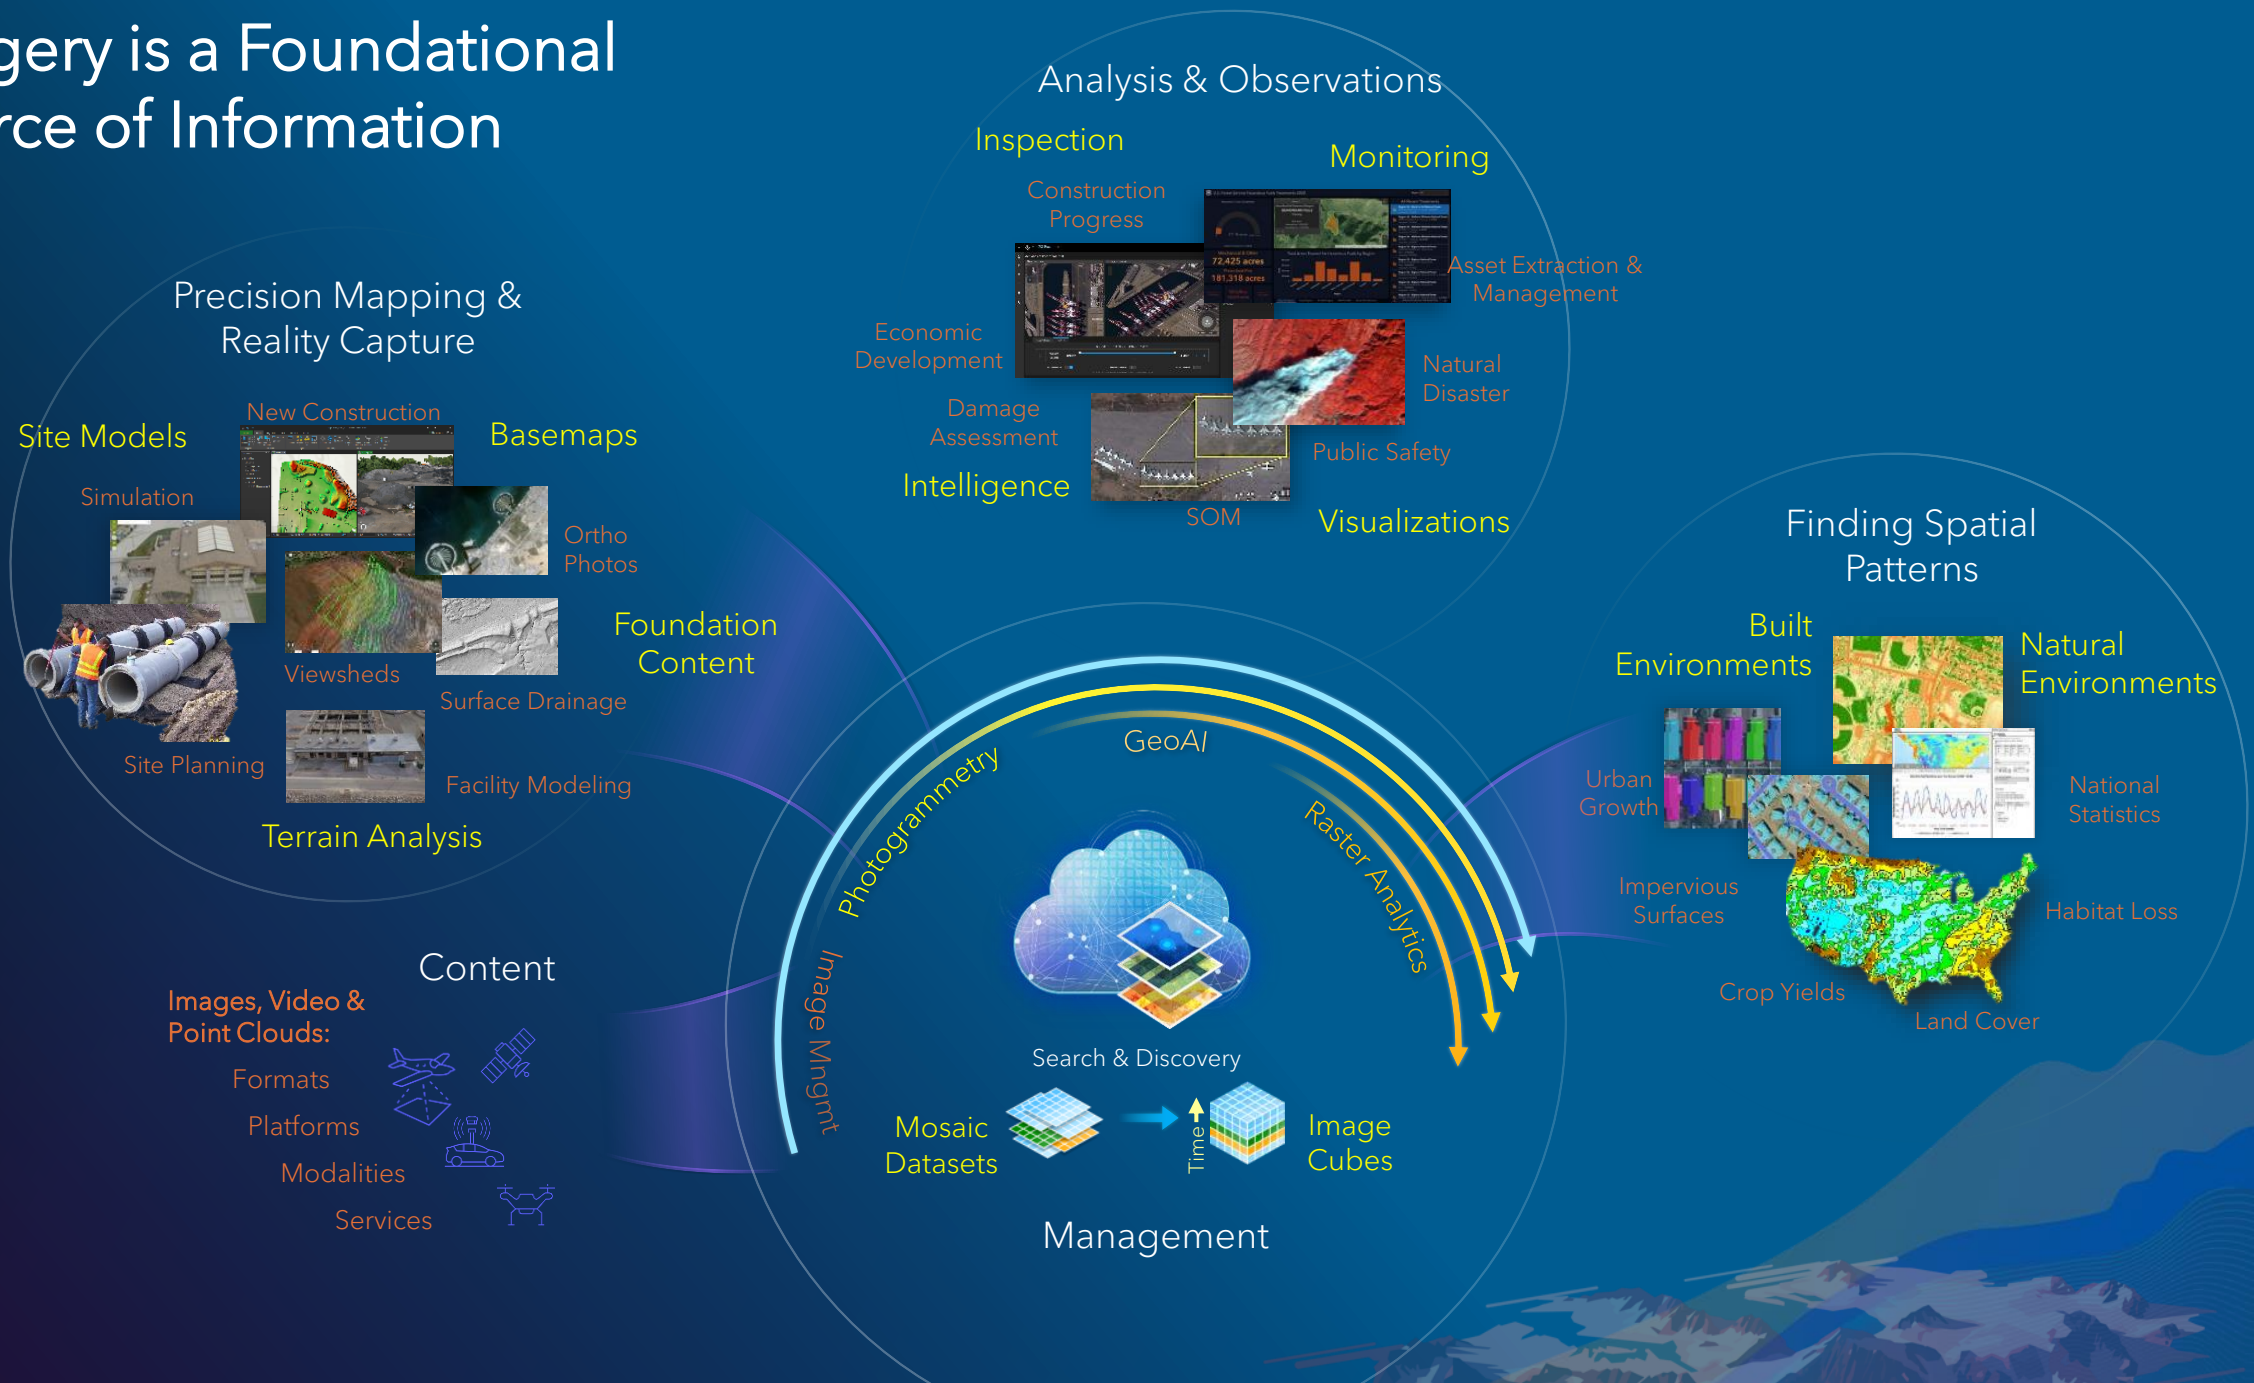 gery is a Foundational
rce of Information
Analysis & Observations
Inspection
Monitoring
Construction
Progress
72,425 acres
181,318 acres
Asset Extraction &
Management
Economic
Development
Natural
Disaster
Damage
Assessment
Public Safety
Intelligence
SOM
Visualizations
Precision Mapping &
Reality Capture
New Construction
Site Models
Basemaps
Simulation
Ortho
Photos
Foundation
Content
Viewsheds
Surface Drainage
Site Planning
Facility Modeling
Terrain Analysis
Finding Spatial
Patterns
Built
Environments
Natural
Environments
Urban
Growth
National
Statistics
Impervious
Surfaces
Habitat Loss
Crop Yields
Land Cover
Content
Images, Video &
Point Clouds:
Formats
Platforms
Modalities
Services
Image Mngmt
Photogrammetry
GeoAI
Raster Analytics
Search & Discovery
Mosaic
Datasets
Time
Image
Cubes
Management